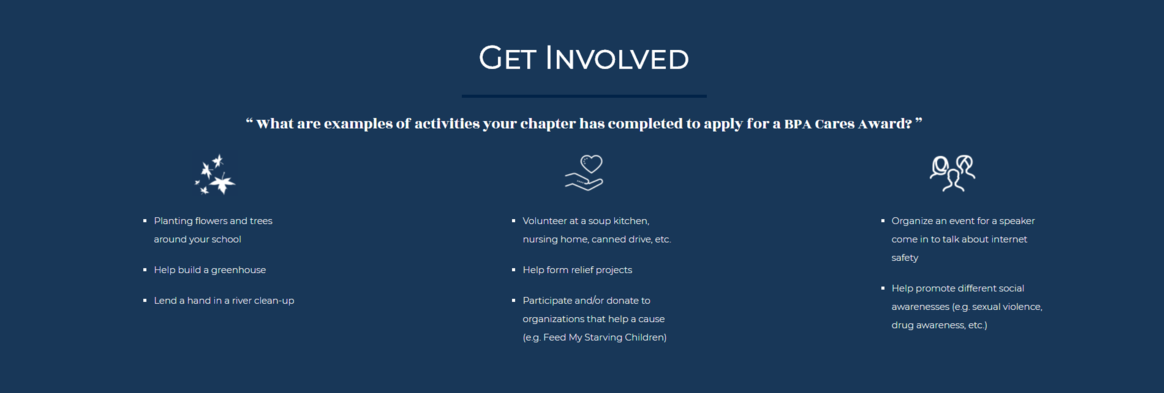 Get Involved
“ What are examples of activities your chapter has completed to apply for a BPA Cares Award? ”
▪ Planting flowers and trees
around your school
▪ Help build a greenhouse
▪ Lend a hand in a river clean-up
▪ Volunteer at a soup kitchen,
nursing home, canned drive, etc.
▪ Help form relief projects
▪ Participate and/or donate to
organizations that help a cause
(e.g. Feed My Starving Children)
▪ Organize an event for a speaker
come in to talk about internet
safety
▪ Help promote different social
awarenesses (e.g. sexual violence,
drug awareness, etc.)